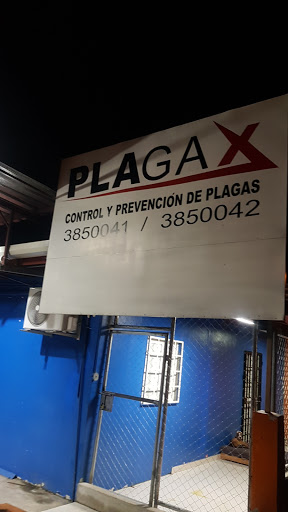 PLAGAX
CONTROL Y PREVENCIÓN DE PLAGAS
3850041 / 3850042